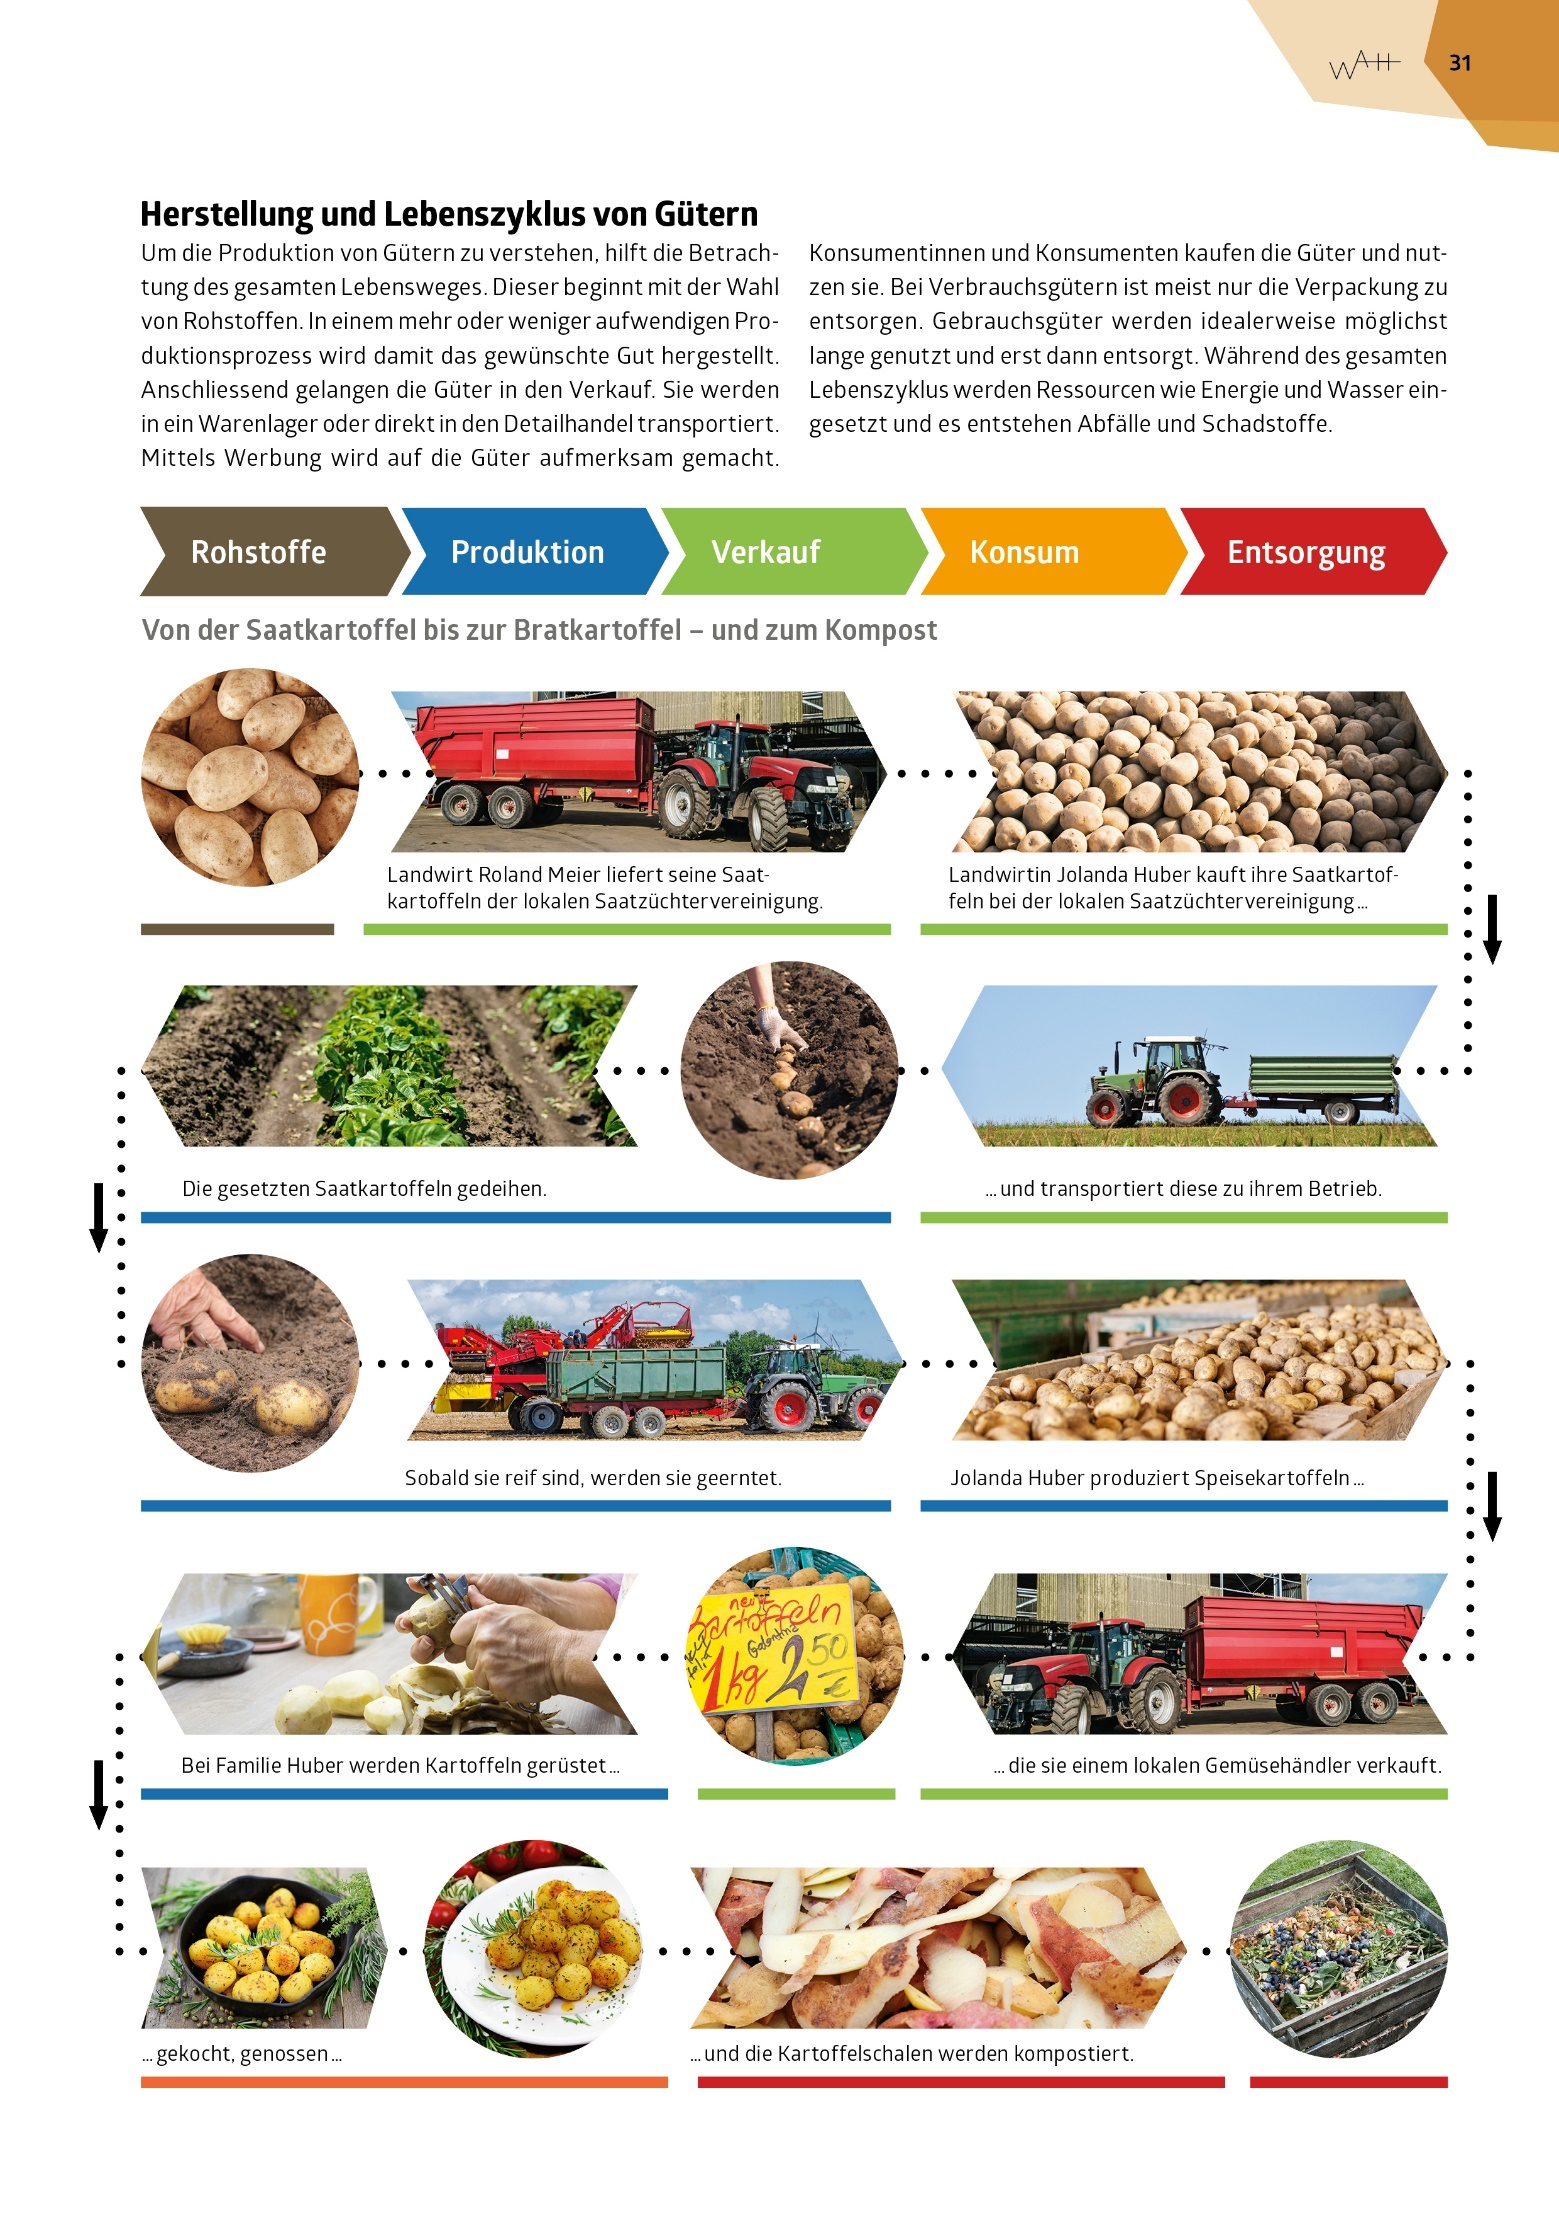 WAH
31
Herstellung und Lebenszyklus von Gütern
Um die Produktion von Gütern zu verstehen, hilft die Betrach-
tung des gesamten Lebensweges. Dieser beginnt mit der Wahl
von Rohstoffen. In einem mehr oder weniger aufwendigen Pro-
duktionsprozess wird damit das gewünschte Gut hergestellt.
Anschliessend gelangen die Güter in den Verkauf. Sie werden
in ein Warenlager oder direkt in den Detailhandel transportiert.
Mittels Werbung wird auf die Güter aufmerksam gemacht.
Konsumentinnen und Konsumenten kaufen die Güter und nut-
zen sie. Bei Verbrauchsgütern ist meist nur die Verpackung zu
entsorgen. Gebrauchsgüter werden idealerweise möglichst
lange genutzt und erst dann entsorgt. Während des gesamten
Lebenszyklus werden Ressourcen wie Energie und Wasser ein-
gesetzt und es entstehen Abfälle und Schadstoffe.
Rohstoffe
Produktion
Verkauf
Konsum
Entsorgung
Von der Saatkartoffel bis zur Bratkartoffel – und zum Kompost
Landwirt Roland Meier liefert seine Saat-
kartoffeln der lokalen Saatzüchtervereinigung.
Landwirtin Jolanda Huber kauft ihre Saatkartof-
feln bei der lokalen Saatzüchtervereinigung ...
... und transportiert diese zu ihrem Betrieb.
Die gesetzten Saatkartoffeln gedeihen.
Sobald sie reif sind, werden sie geerntet.
Jolanda Huber produziert Speisekartoffeln ...
... die sie einem lokalen Gemüsehändler verkauft.
neue
Kartoffeln
1kg 2 50
€
Bei Familie Huber werden Kartoffeln gerüstet ...
... gekocht, genossen ...
... und die Kartoffelschalen werden kompostiert.